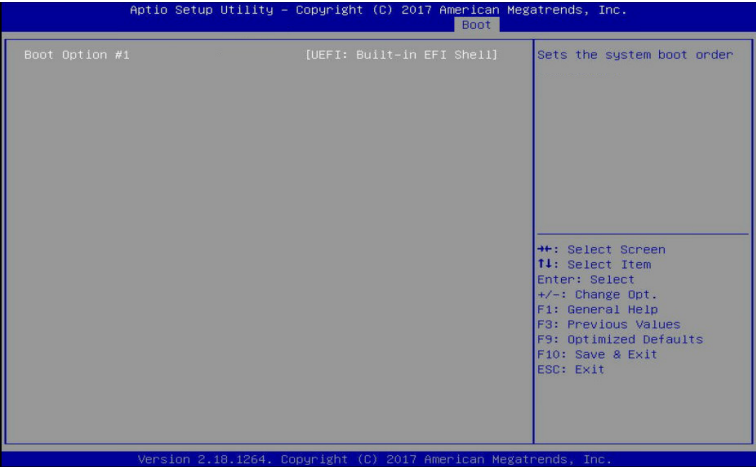 Aptio Setup Utility – Copyright (C) 2017 American Megatrends, Inc.
Boot
Boot Option #1 [UEFI: Built-in EFI Shell]
Sets the system boot order
→←: Select Screen
↑↓: Select Item
Enter: Select
+/-: Change Opt.
F1: General Help
F3: Previous Values
F9: Optimized Defaults
F10: Save & Exit
ESC: Exit
Version 2.18.1264. Copyright (C) 2017 American Megatrends, Inc.